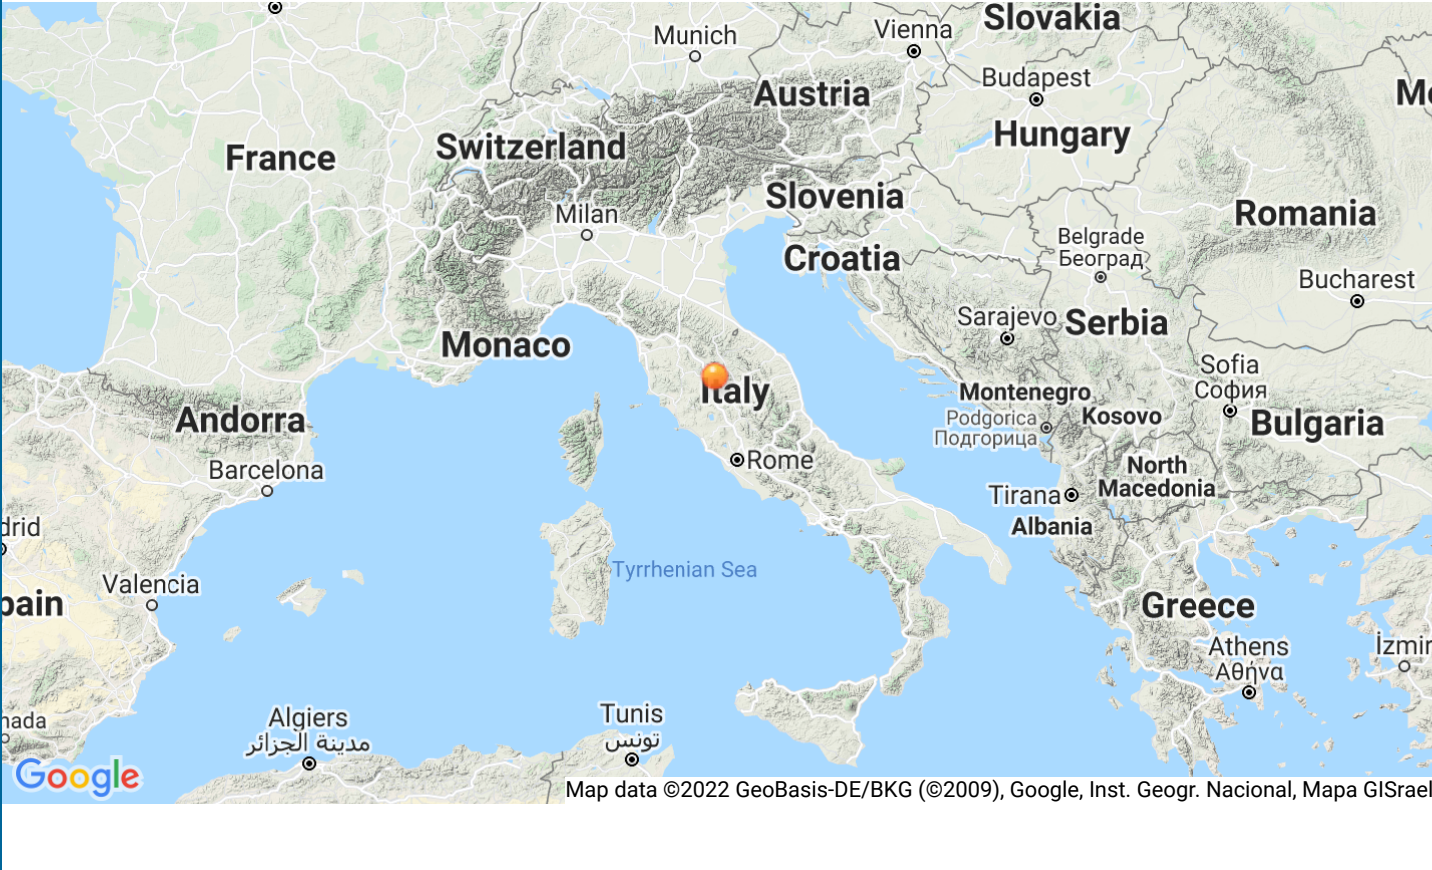 Slovakia
Vienna
Munich
Budapest
Austria
Hungary
Switzerland
France
Slovenia
Milan
Romania
Belgrade
Београд
Croatia
Bucharest
Sarajevo
Serbia
Monaco
Sofia
София
Italy
Montenegro
Kosovo
Podgorica
Подгорица
Andorra
Bulgaria
Barcelona
Rome
North
Macedonia
Tirana
Albania
Tyrrhenian Sea
Valencia
Greece
Athens
Αθήνα
İzmir
Algiers
مدينة الجزائر
Tunis
تونس
Google
Map data ©2022 GeoBasis-DE/BKG (©2009), Google, Inst. Geogr. Nacional, Mapa GISrael